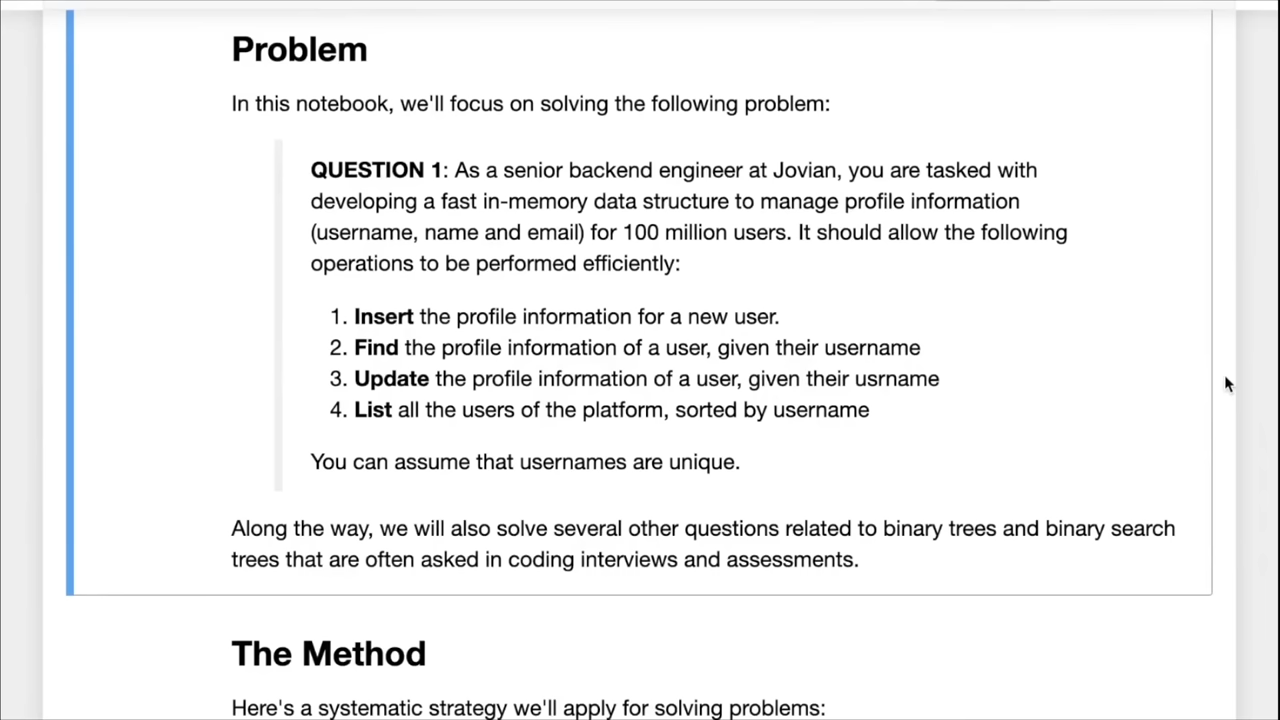 Problem
In this notebook, we'll focus on solving the following problem:
QUESTION 1: As a senior backend engineer at Jovian, you are tasked with
developing a fast in-memory data structure to manage profile information
(username, name and email) for 100 million users. It should allow the following
operations to be performed efficiently:
1. Insert the profile information for a new user.
2. Find the profile information of a user, given their username
3. Update the profile information of a user, given their usrname
4. List all the users of the platform, sorted by username
You can assume that usernames are unique.
Along the way, we will also solve several other questions related to binary trees and binary search
trees that are often asked in coding interviews and assessments.
The Method
Here's a systematic strategy we'll apply for solving problems: